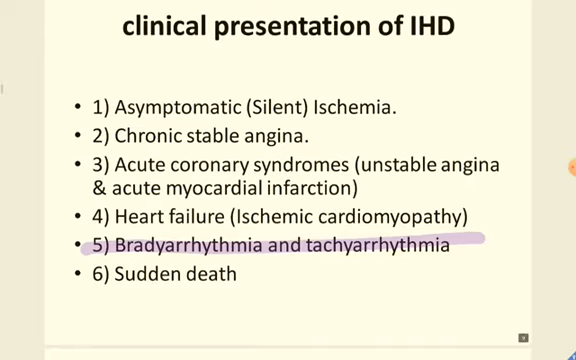 clinical presentation of IHD
• 1) Asymptomatic (Silent) Ischemia.
• 2) Chronic stable angina.
• 3) Acute coronary syndromes (unstable angina
& acute myocardial infarction)
• 4) Heart failure (Ischemic cardiomyopathy)
• 5) Bradyarrhythmia and tachyarrhythmia
• 6) Sudden death